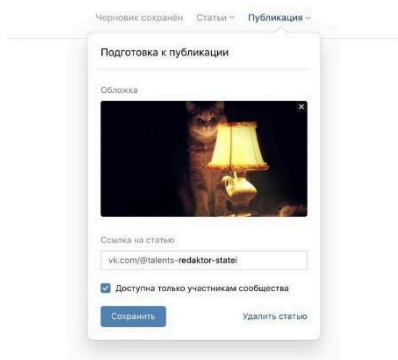 Черновик сохранён Статьи Публикация
Подготовка к публикации
Обложка
Ссылка на статью
vk.com/@talents-redaktor-statei
Доступна только участникам сообщества
Сохранить Удалить статью